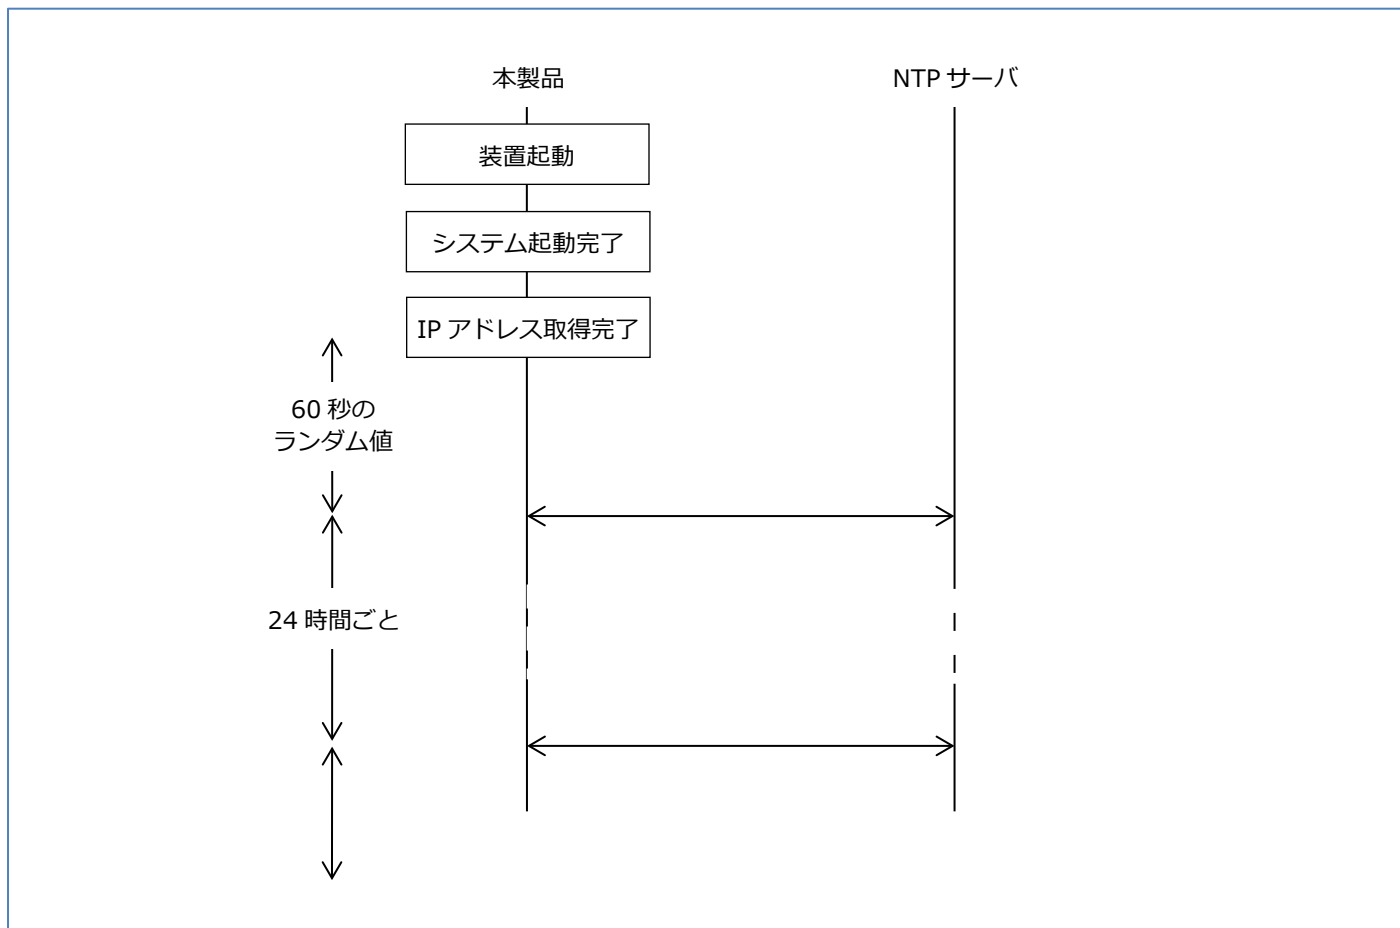 本製品
NTP サーバ
装置起動
システム起動完了
IP アドレス取得完了
60 秒の
ランダム値
24 時間ごと